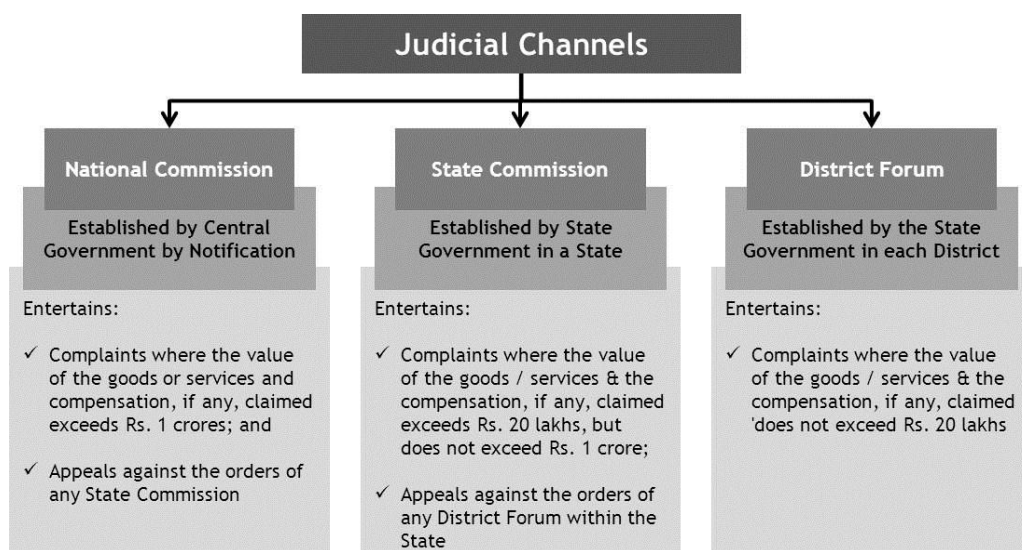 Judicial Channels
National Commission
Established by Central
Government by Notification
Entertains:
✓ Complaints where the value
of the goods or services and
compensation, if any, claimed
exceeds Rs. 1 crores; and
✓ Appeals against the orders of
any State Commission
State Commission
Established by State
Government in a State
Entertains:
✓ Complaints where the value
of the goods / services & the
compensation, if any, claimed
exceeds Rs. 20 lakhs, but
does not exceed Rs. 1 crore;
✓ Appeals against the orders of
any District Forum within the
State
District Forum
Established by the State
Government in each District
Entertains:
✓ Complaints where the value
of the goods / services & the
compensation, if any, claimed
'does not exceed Rs. 20 lakhs